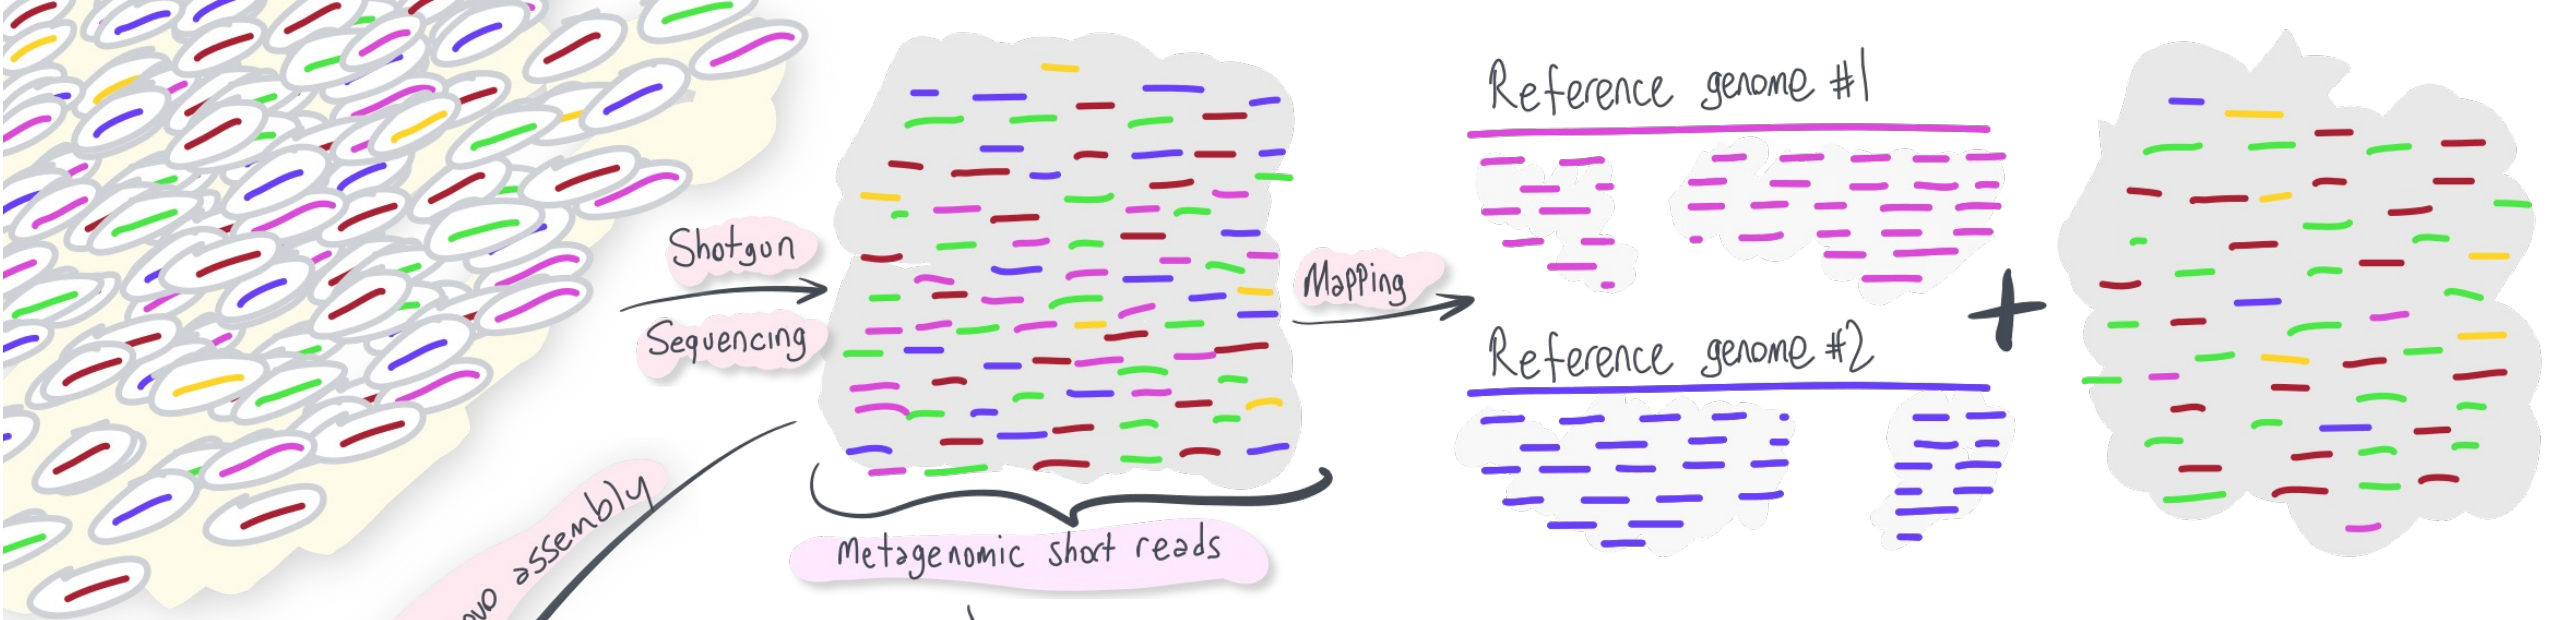 Shotgun
Sequencing
Metagenomic short reads
assembly
Mapping
Reference genome #1
Reference genome #2
+